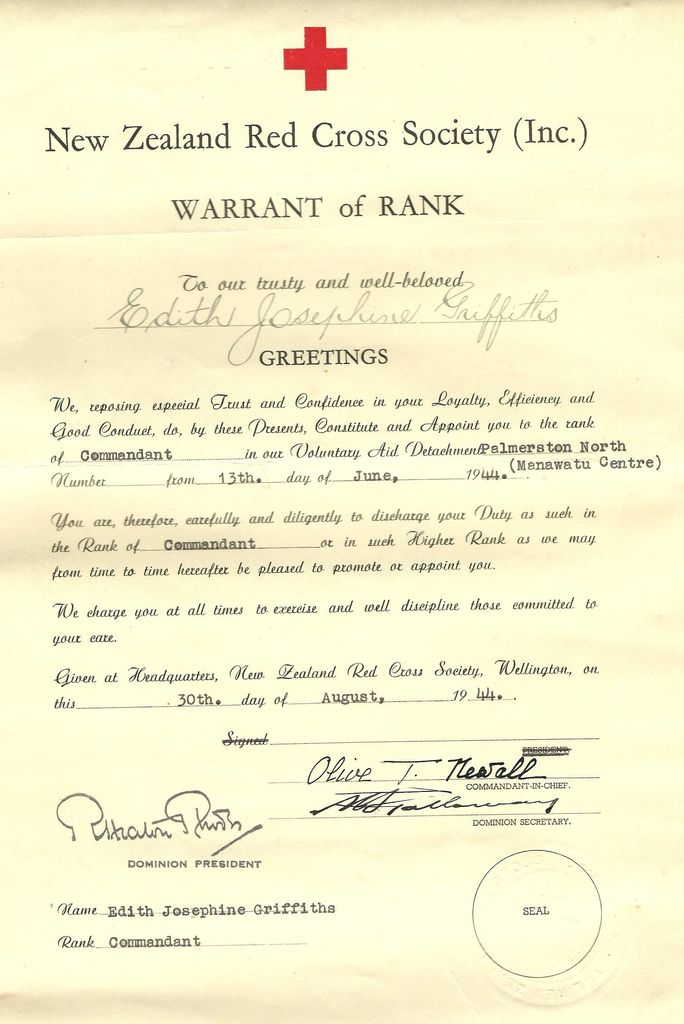 New Zealand Red Cross Society (Inc.)
WARRANT of RANK
To our trusty and well-beloved
Edith Josephine Griffiths
GREETINGS
We, reposing especial Trust and Confidence in your Loyalty, Efficiency and
Good Conduct, do, by these Presents, Constitute and Appoint you to the rank
of Commandant in our Voluntary Aid Detachment Palmerston North
(Manawatu Centre)
Number from 13th. day of June, 1944.
You are, therefore, carefully and diligently to discharge your Duty as such in
the Rank of Commandant or in such Higher Rank as we may
from time to time hereafter be pleased to promote or appoint you.
We charge you at all times to exercise and well discipline those committed to
your care.
Given at Headquarters, New Zealand Red Cross Society, Wellington, on
this 30th. day of August, 1944.
Signed
PRESIDENT.
Olive T. Newall
COMMANDANT-IN-CHIEF.
DOMINION SECRETARY.
DOMINION PRESIDENT
SEAL
Name Edith Josephine Griffiths
Rank Commandant